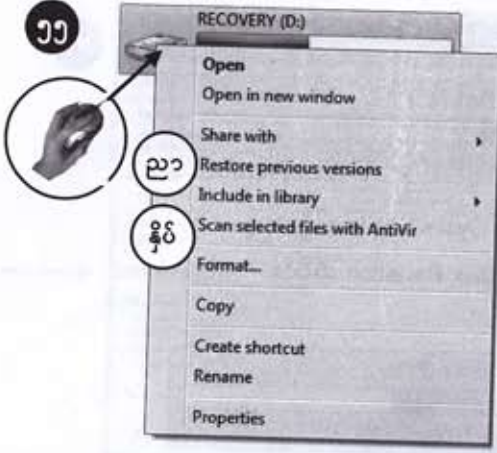 ၁၁
RECOVERY (D:)
Open
Open in new window
Share with
ညာ
Restore previous versions
Include in library
နှိပ်
Scan selected files with AntiVir
Format...
Copy
Create shortcut
Rename
Properties